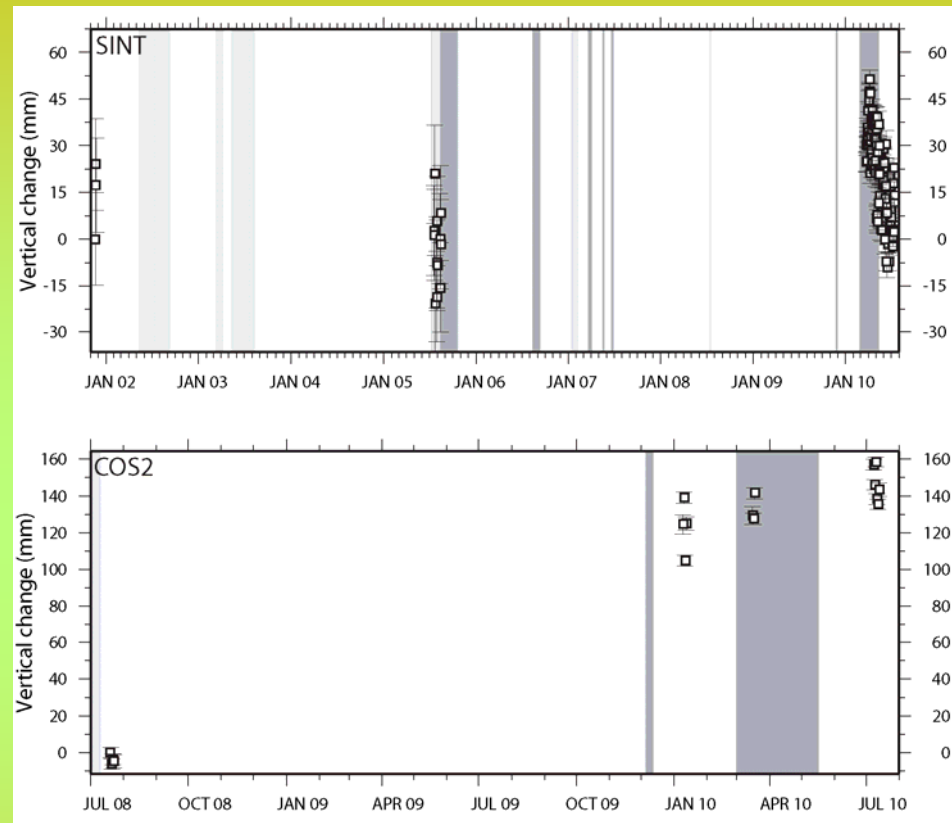 SINT
60 60
45 45
30 30
15 15
0 0
-15 -15
-30 -30
Vertical change (mm)
JAN 02 JAN 03 JAN 04 JAN 05 JAN 06 JAN 07 JAN 08 JAN 09 JAN 10
COS2
160 160
140 140
120 120
100 100
80 80
60 60
40 40
20 20
0 0
Vertical change (mm)
JUL 08 OCT 08 JAN 09 APR 09 JUL 09 OCT 09 JAN 10 APR 10 JUL 10